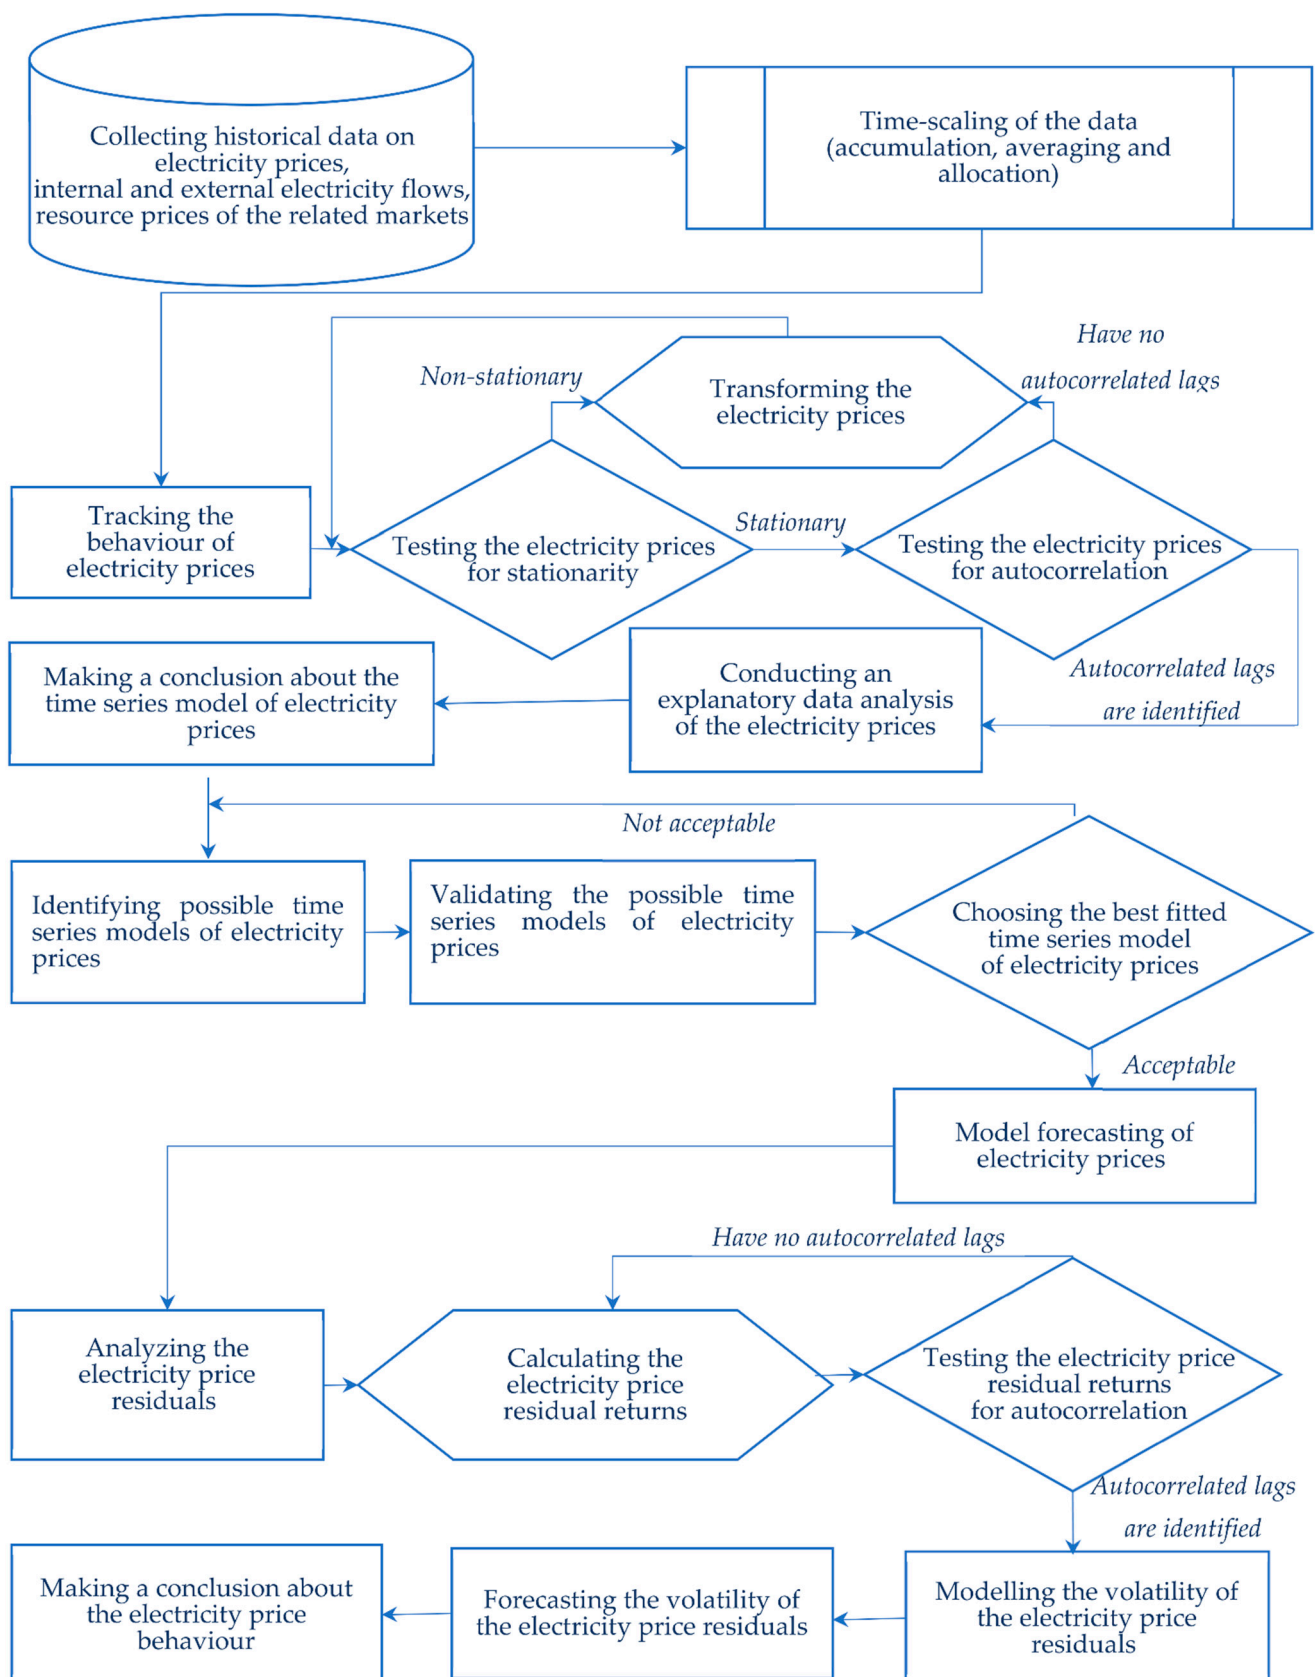 Collecting historical data on
electricity prices,
internal and external electricity flows,
resource prices of the related markets
Time-scaling of the data
(accumulation, averaging and
allocation)
Have no
autocorrelated lags
Non-stationary
Transforming the
electricity prices
Tracking the
behaviour of
electricity prices
Testing the electricity prices
for stationarity
Stationary
Testing the electricity prices
for autocorrelation
Autocorrelated lags
are identified
Conducting an
explanatory data analysis
of the electricity prices
Making a conclusion about the
time series model of electricity
prices
Not acceptable
Identifying possible time
series models of electricity
prices
Validating the possible time
series models of electricity
prices
Choosing the best fitted
time series model
of electricity prices
Acceptable
Model forecasting of
electricity prices
Have no autocorrelated lags
Analyzing the
electricity price
residuals
Calculating the
electricity price
residual returns
Testing the electricity price
residual returns
for autocorrelation
Autocorrelated lags
are identified
Making a conclusion about
the electricity price
behaviour
Forecasting the volatility of
the electricity price residuals
Modelling the volatility of
the electricity price
residuals